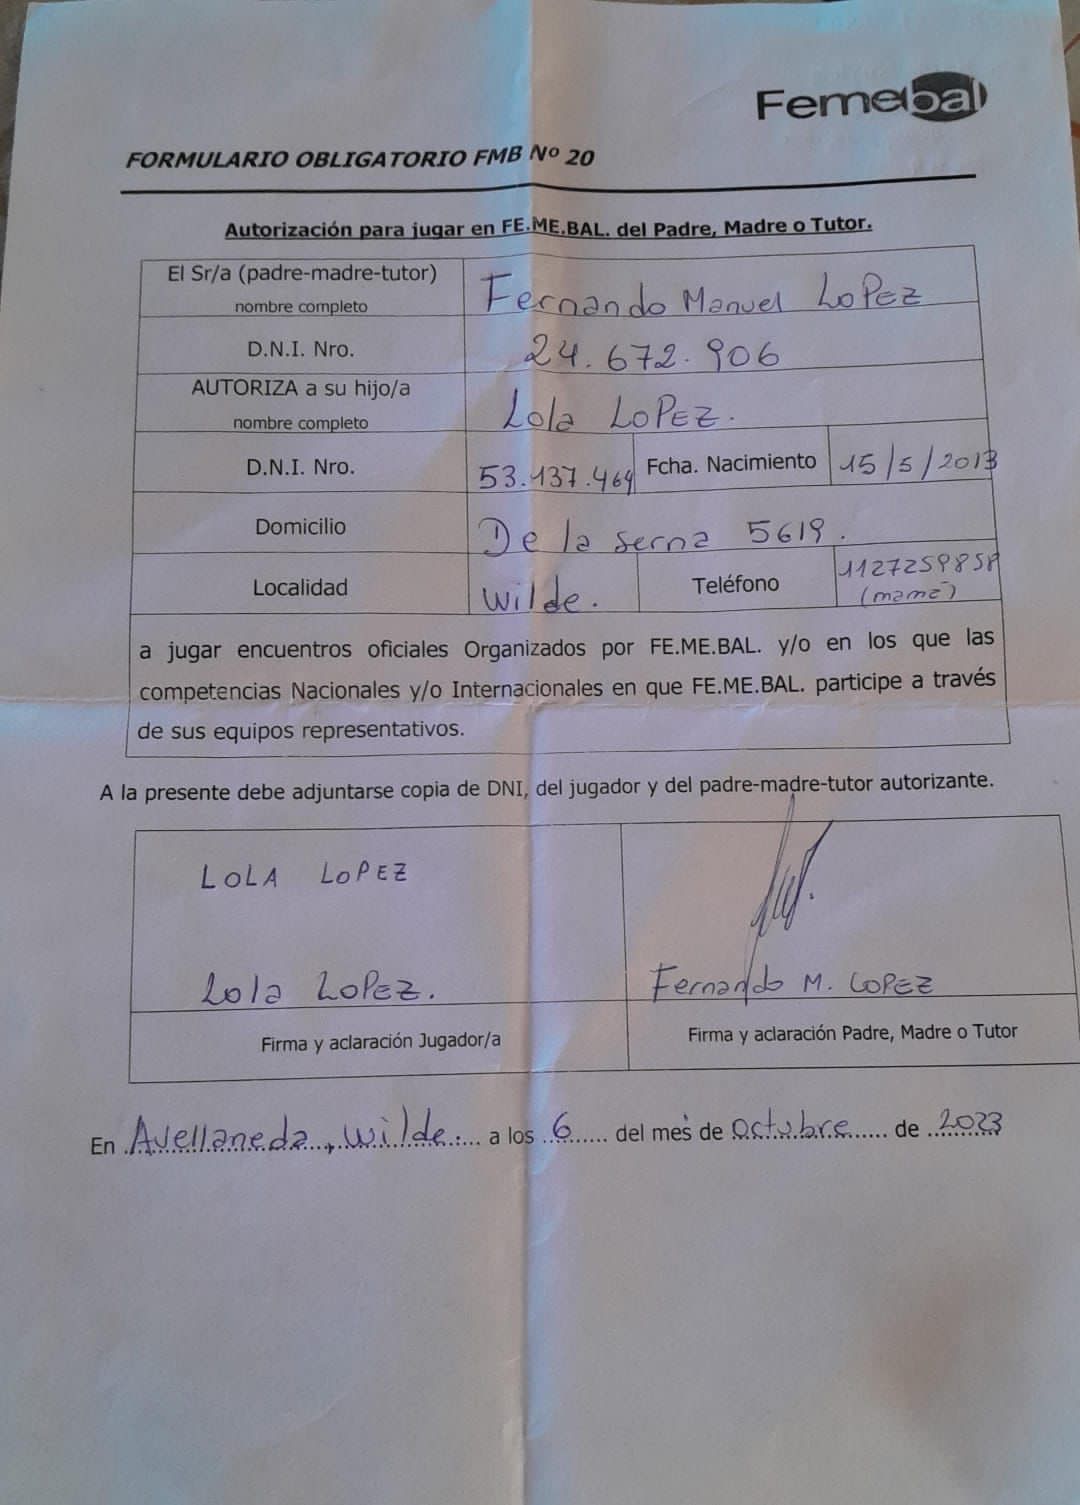 Femebal
FORMULARIO OBLIGATORIO FMB Nº 20
Autorización para jugar en FE.ME.BAL. del Padre, Madre o Tutor.
El Sr/a (padre-madre-tutor)
nombre completo
Fernando Manuel LoPez
D.N.I. Nro.
24.672.906
AUTORIZA a su hijo/a
nombre completo
Lola LoPEZ.
D.N.I. Nro.
53.137.464
Fcha. Nacimiento
15/5/2013
Domicilio
De la serna 5619.
Localidad
Wilde.
Teléfono
1127259858
(mamá)
a jugar encuentros oficiales Organizados por FE.ME.BAL. y/o en los que las
competencias Nacionales y/o Internacionales en que FE.ME.BAL. participe a través
de sus equipos representativos.
A la presente debe adjuntarse copia de DNI, del jugador y del padre-madre-tutor autorizante.
LOLA LOPEZ
Lola LoPEZ.
Fernando M. LOPEZ
Firma y aclaración Jugador/a
Firma y aclaración Padre, Madre o Tutor
En Avellaneda, Wilde. a los 6 del mes de octubre de 2023